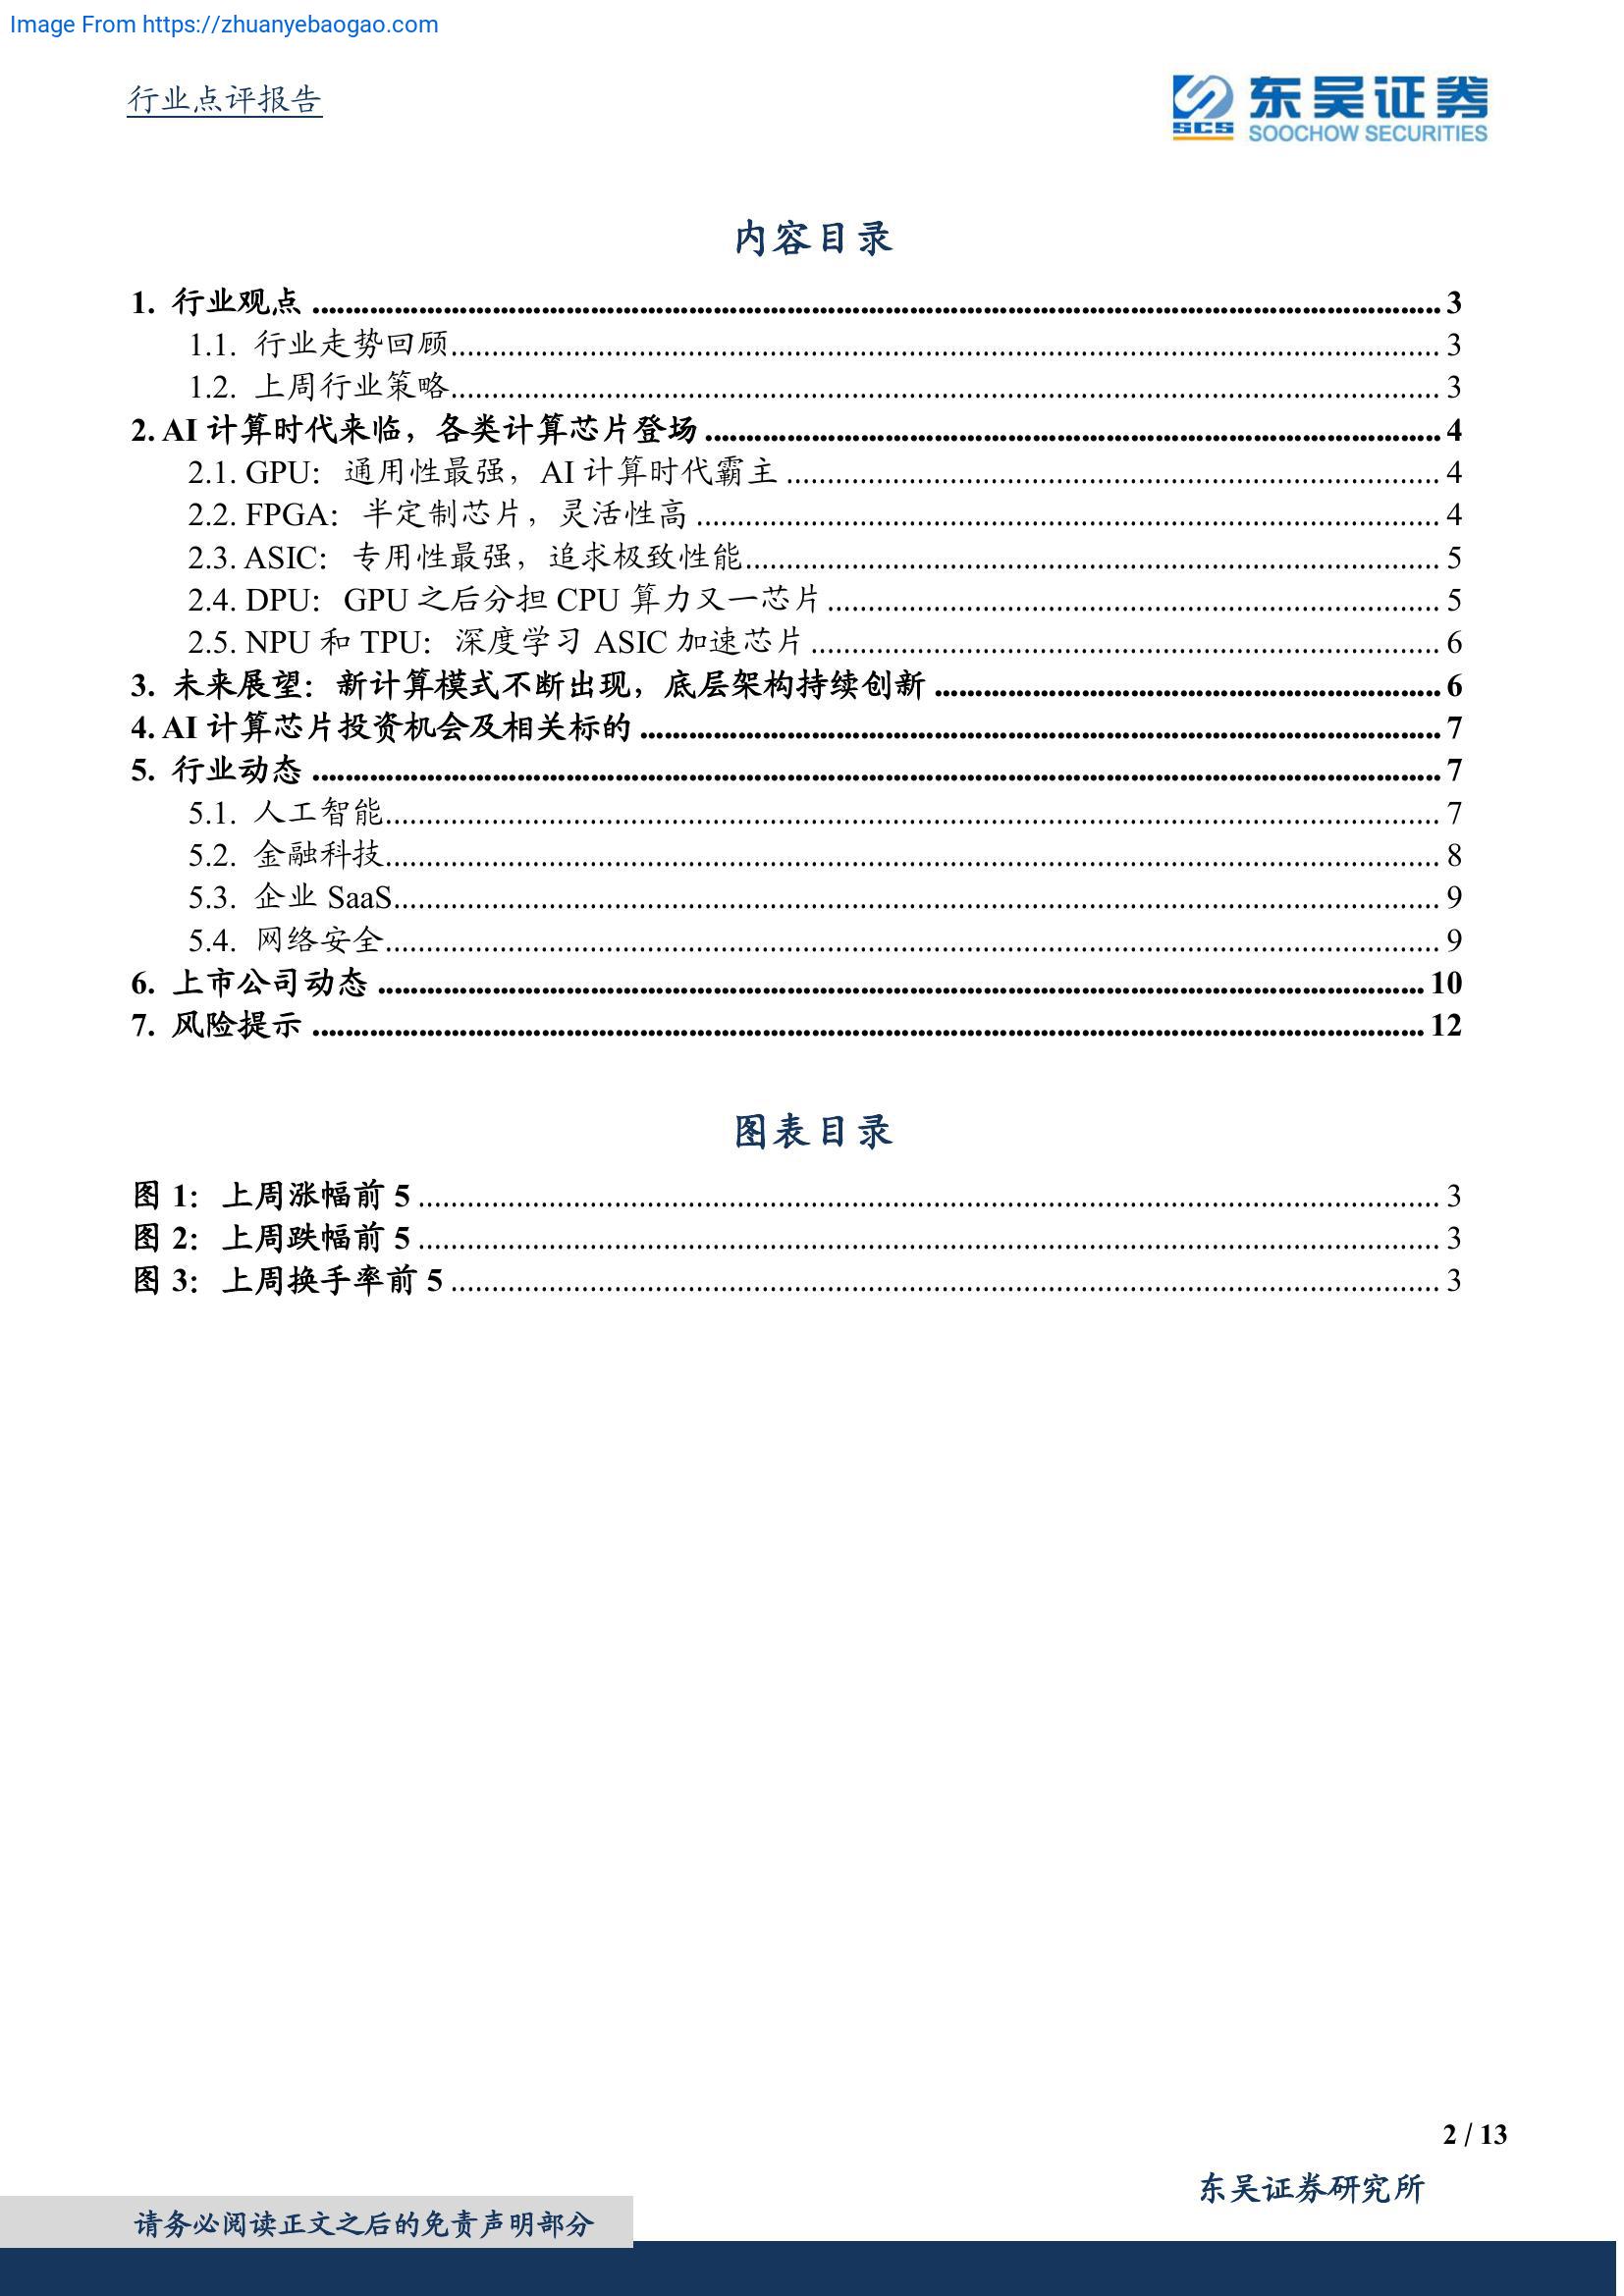 Image From https://zhuanyebaogao.com
行业点评报告
东吴证券
SCS
SOOCHOW SECURITIES
内容目录
1. 行业观点 ........................................ 3
1.1. 行业走势回顾 ........................................ 3
1.2. 上周行业策略 ........................................ 3
2. AI 计算时代来临，各类计算芯片登场 ........................................ 4
2.1. GPU：通用性最强，AI 计算时代霸主 ........................................ 4
2.2. FPGA：半定制芯片，灵活性高 ........................................ 4
2.3. ASIC：专用性最强，追求极致性能 ........................................ 5
2.4. DPU：GPU 之后分担 CPU 算力又一芯片 ........................................ 5
2.5. NPU 和 TPU：深度学习 ASIC 加速芯片 ........................................ 6
3. 未来展望：新计算模式不断出现，底层架构持续创新 ........................................ 6
4. AI 计算芯片投资机会及相关标的 ........................................ 7
5. 行业动态 ........................................ 7
5.1. 人工智能 ........................................ 7
5.2. 金融科技 ........................................ 8
5.3. 企业 SaaS ........................................ 9
5.4. 网络安全 ........................................ 9
6. 上市公司动态 ........................................ 10
7. 风险提示 ........................................ 12
图表目录
图 1：上周涨幅前 5 ........................................ 3
图 2：上周跌幅前 5 ........................................ 3
图 3：上周换手率前 5 ........................................ 3
2 / 13
东吴证券研究所
请务必阅读正文之后的免责声明部分